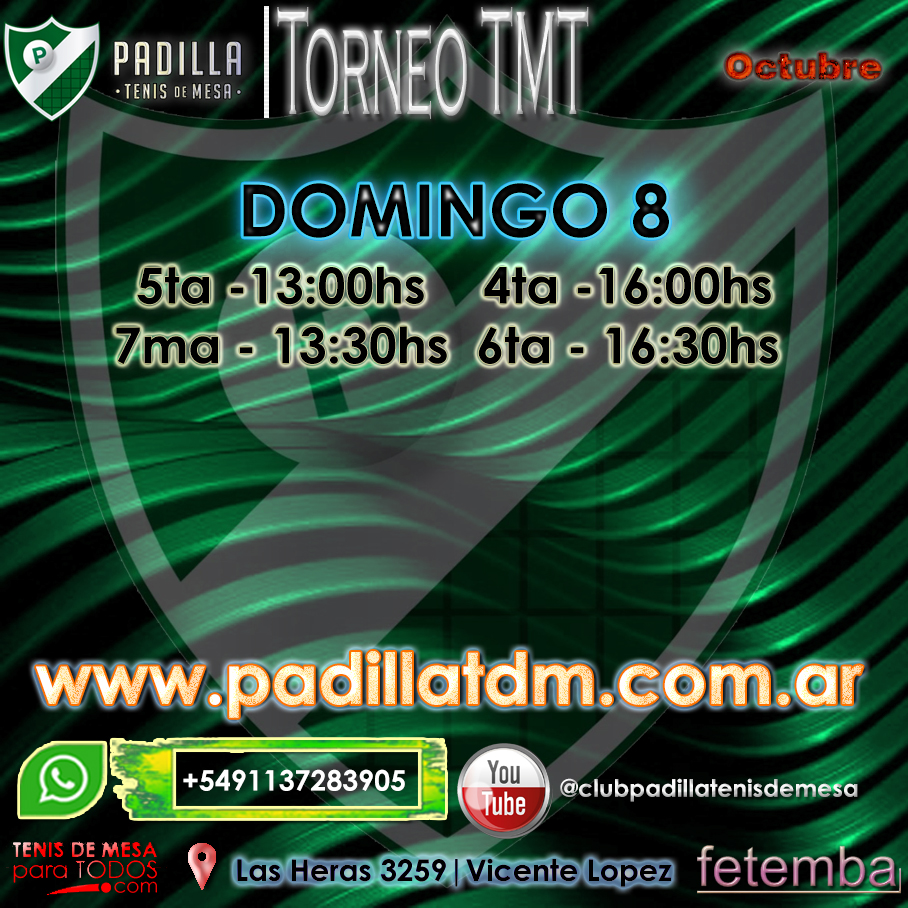 P
PADILLA
• TENIS DE MESA •
TORNEO TMT
Octubre
DOMINGO 8
5ta -13:00hs 4ta -16:00hs
7ma - 13:30hs 6ta - 16:30hs
P
www.padillatdm.com.ar
+5491137283905
You
Tube
@clubpadillatenisdemesa
TENIS DE MESA
para TODOS
.com
Las Heras 3259|Vicente Lopez
fetemba